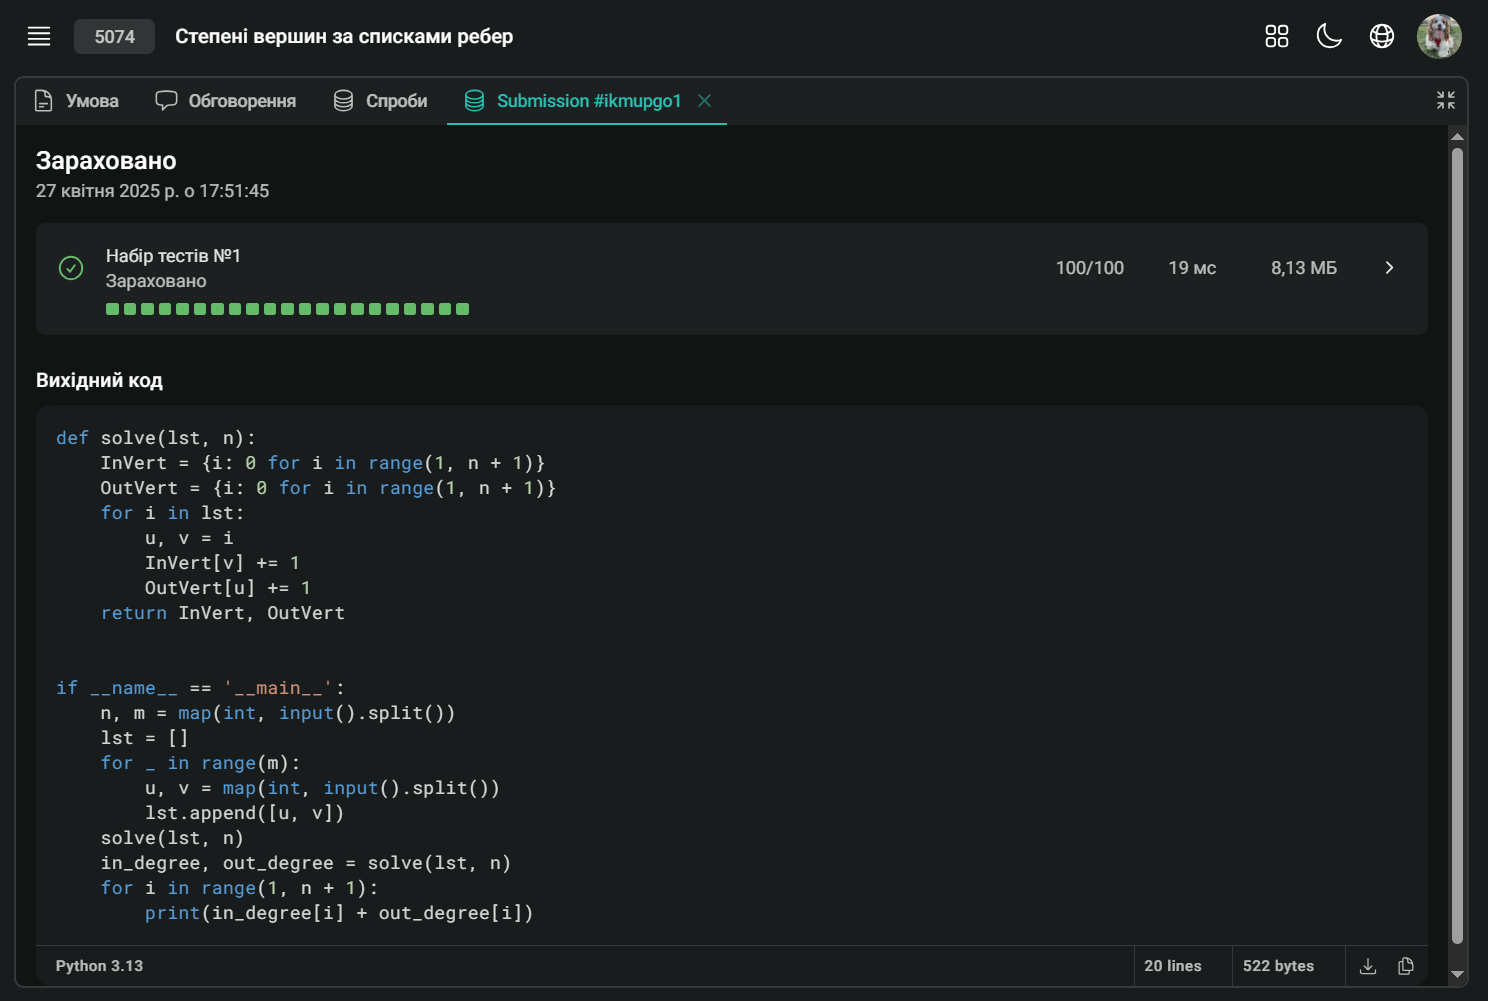 5074 Степені вершин за списками ребер
Умова Обговорення Спроби Submission #ikmupgo1
Зараховано
27 квітня 2025 р. о 17:51:45
Набір тестів №1
Зараховано
100/100 19 мс 8,13 МБ
Вихідний код
def solve(lst, n):
    InVert = {i: 0 for i in range(1, n + 1)}
    OutVert = {i: 0 for i in range(1, n + 1)}
    for i in lst:
        u, v = i
        InVert[v] += 1
        OutVert[u] += 1
    return InVert, OutVert
if __name__ == '__main__':
    n, m = map(int, input().split())
    lst = []
    for _ in range(m):
        u, v = map(int, input().split())
        lst.append([u, v])
    solve(lst, n)
    in_degree, out_degree = solve(lst, n)
    for i in range(1, n + 1):
        print(in_degree[i] + out_degree[i])
Python 3.13 20 lines 522 bytes